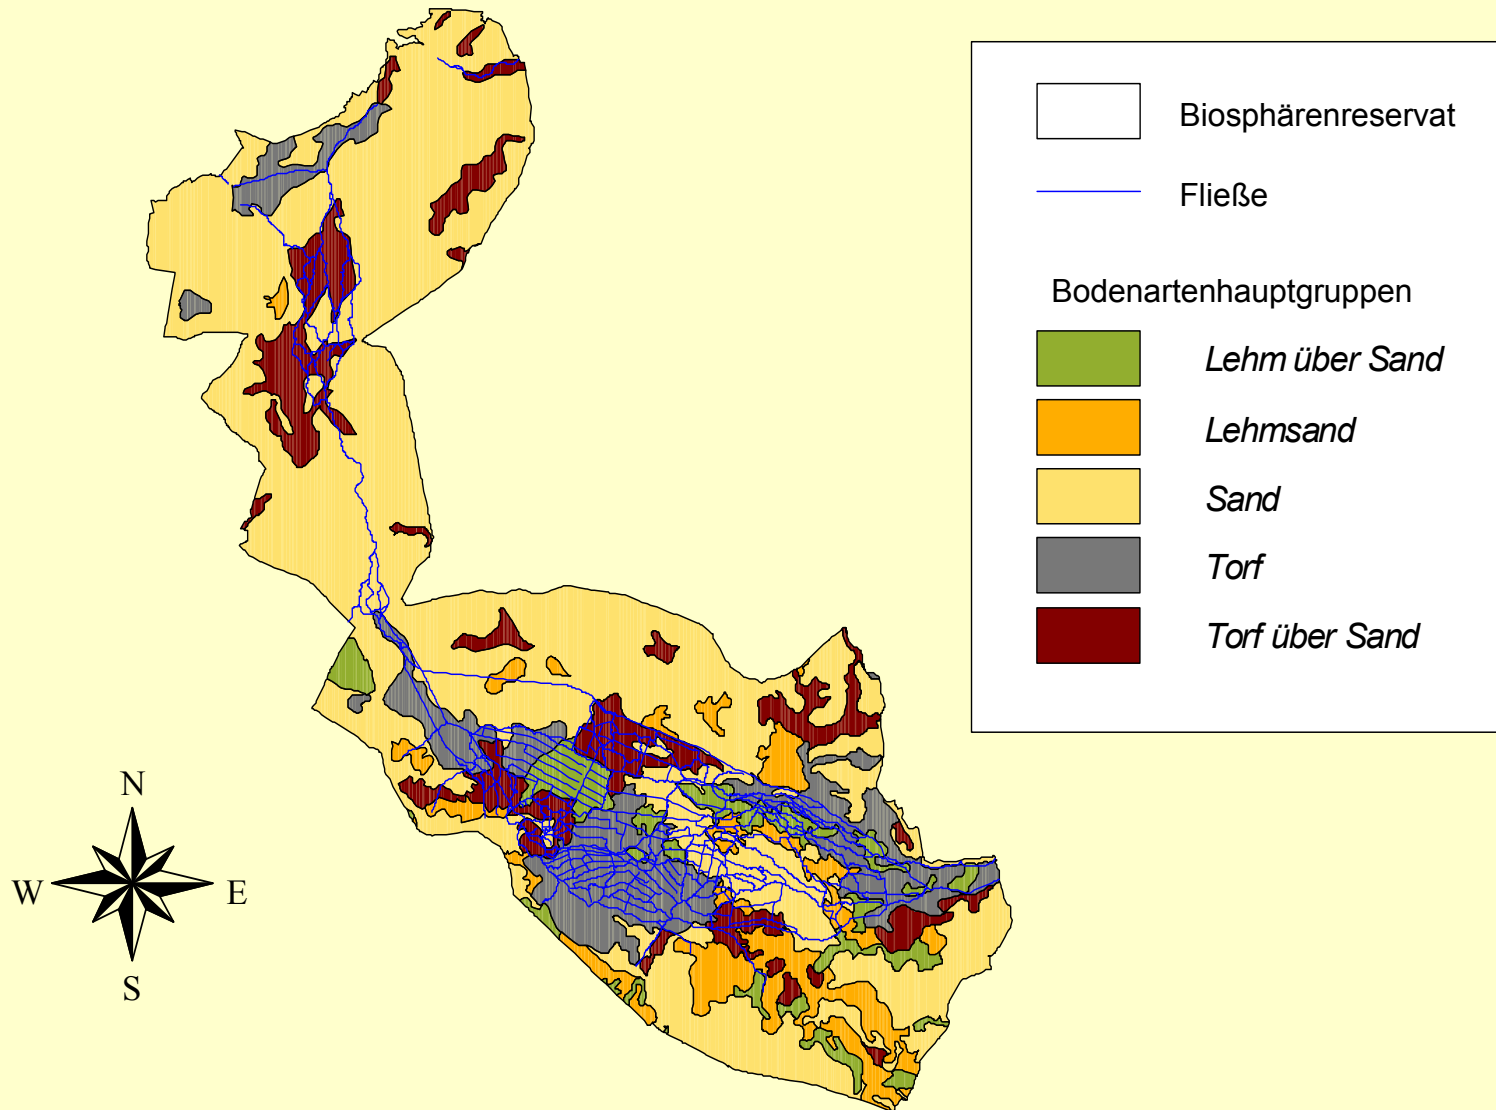 Biosphärenreservat
Fließe
Bodenartenhauptgruppen
Lehm über Sand
Lehmsand
Sand
Torf
Torf über Sand
N
W E
S